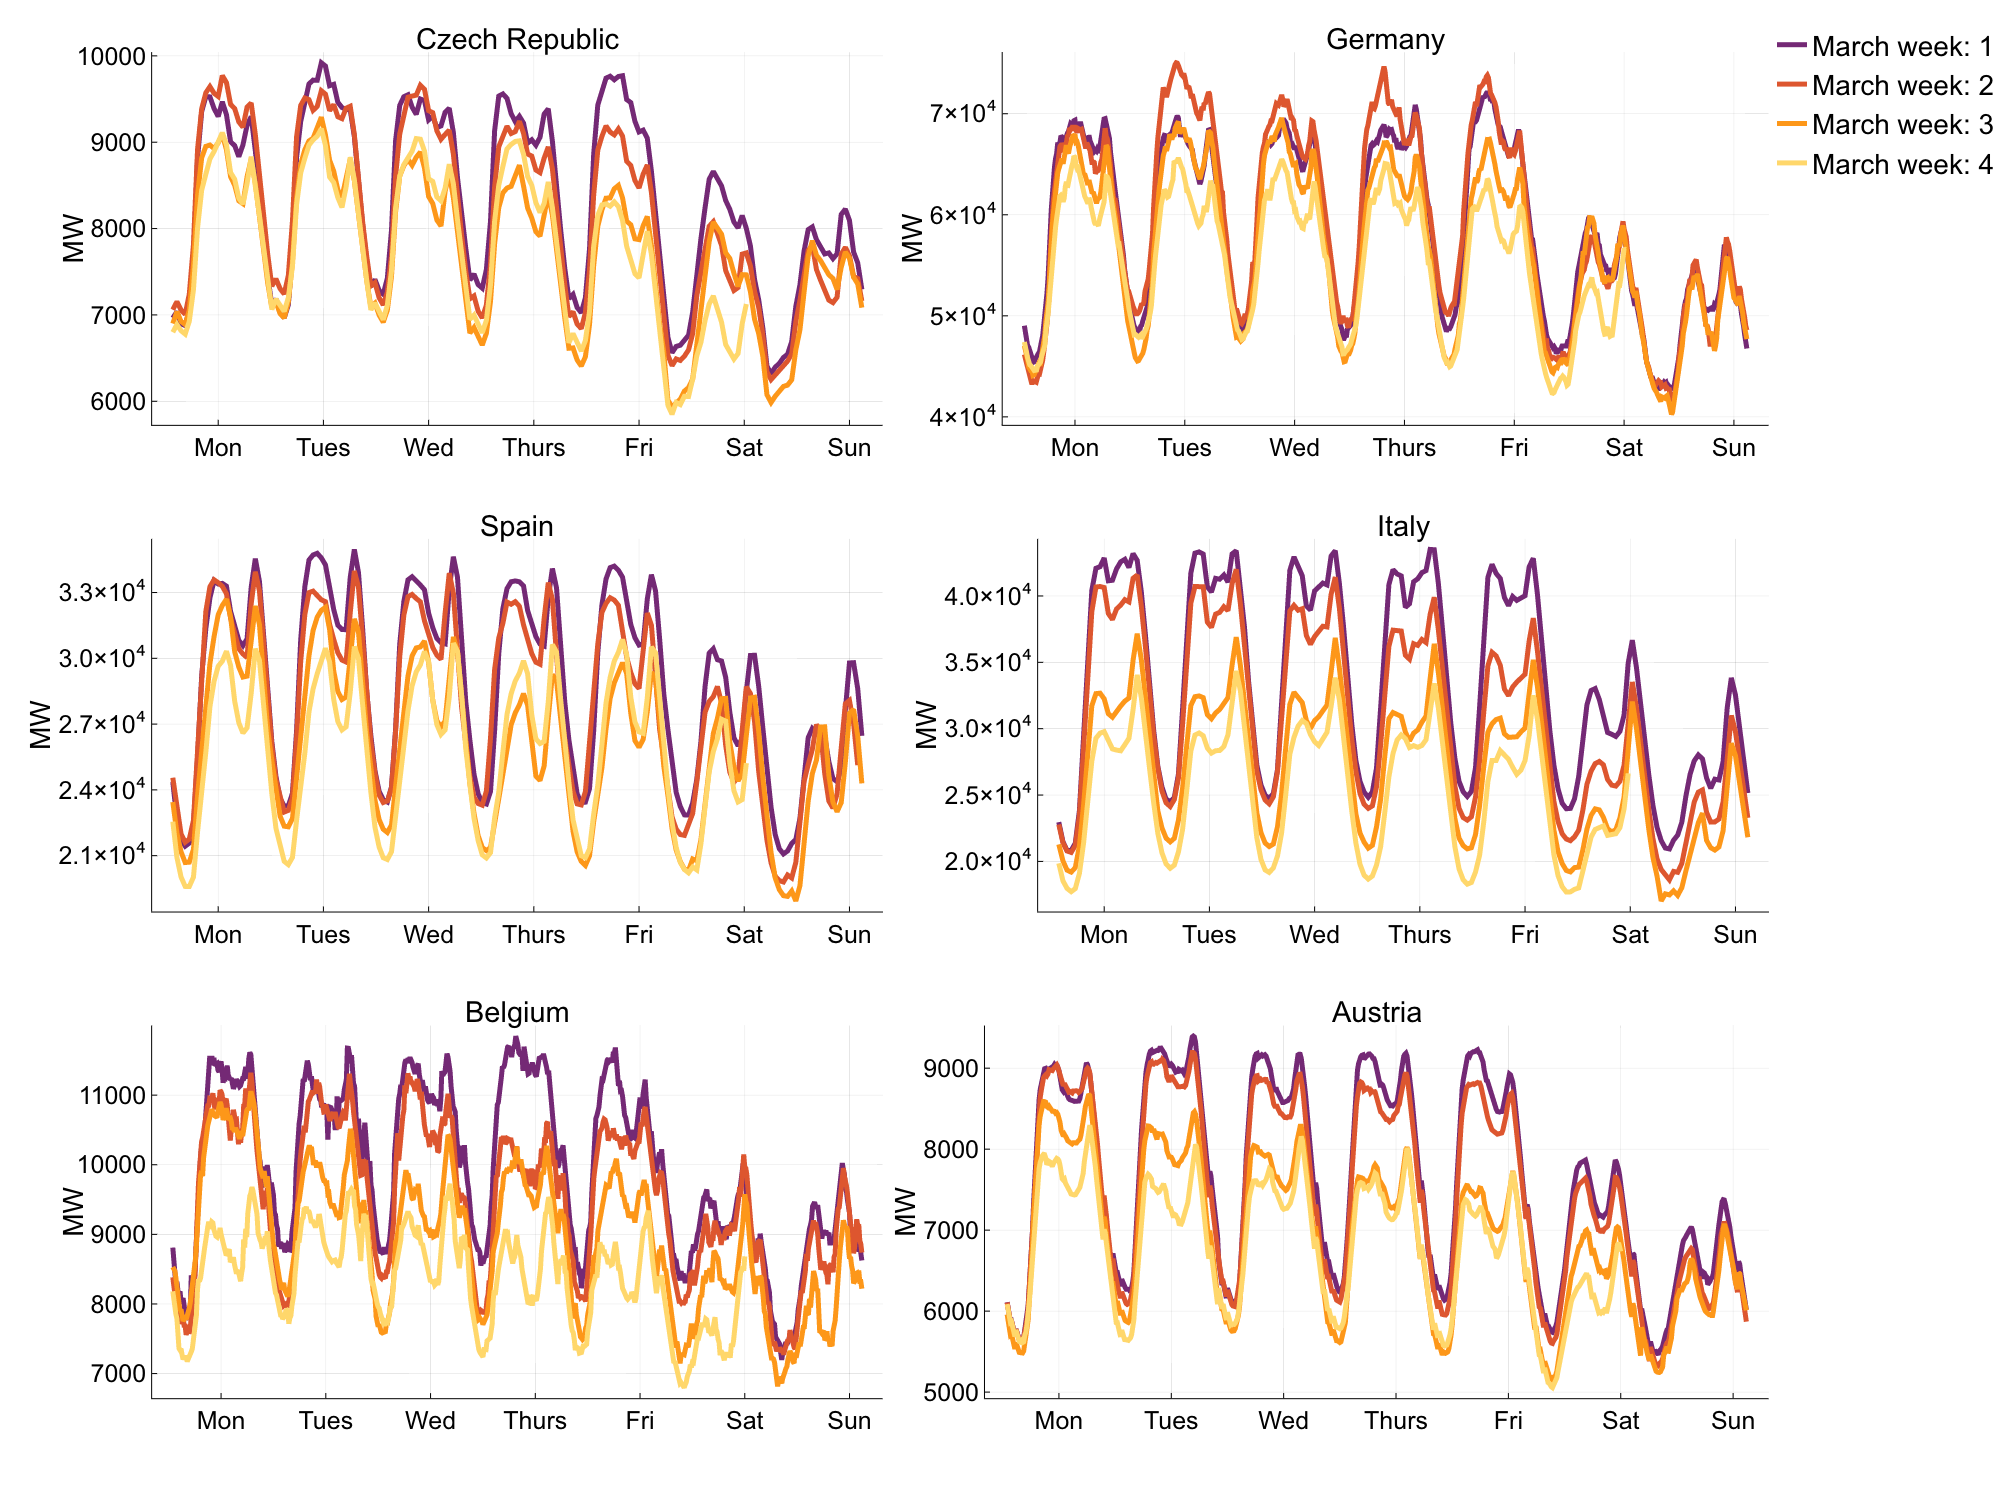 Czech Republic
10000
9000
8000
7000
6000
MW
Mon Tues Wed Thurs Fri Sat Sun
Germany
7×10⁴
6×10⁴
5×10⁴
4×10⁴
MW
Mon Tues Wed Thurs Fri Sat Sun
March week: 1
March week: 2
March week: 3
March week: 4
Spain
3.3×10⁴
3.0×10⁴
2.7×10⁴
2.4×10⁴
2.1×10⁴
MW
Mon Tues Wed Thurs Fri Sat Sun
Italy
4.0×10⁴
3.5×10⁴
3.0×10⁴
2.5×10⁴
2.0×10⁴
MW
Mon Tues Wed Thurs Fri Sat Sun
Belgium
11000
10000
9000
8000
7000
MW
Mon Tues Wed Thurs Fri Sat Sun
Austria
9000
8000
7000
6000
5000
MW
Mon Tues Wed Thurs Fri Sat Sun